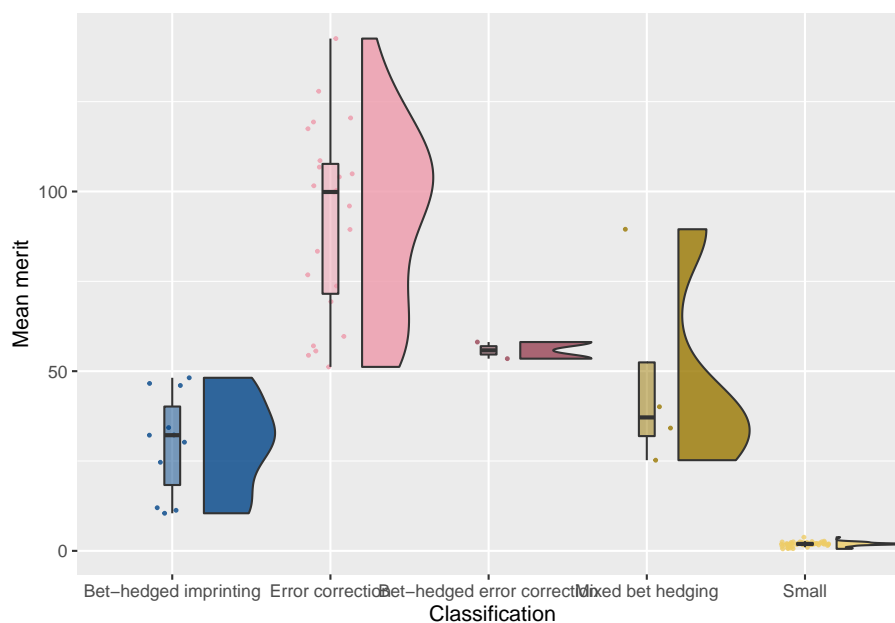 Mean merit
100
50
0
Bet−hedged imprinting
Error correction
Bet−hedged error correction
Mixed bet hedging
Small
Classification